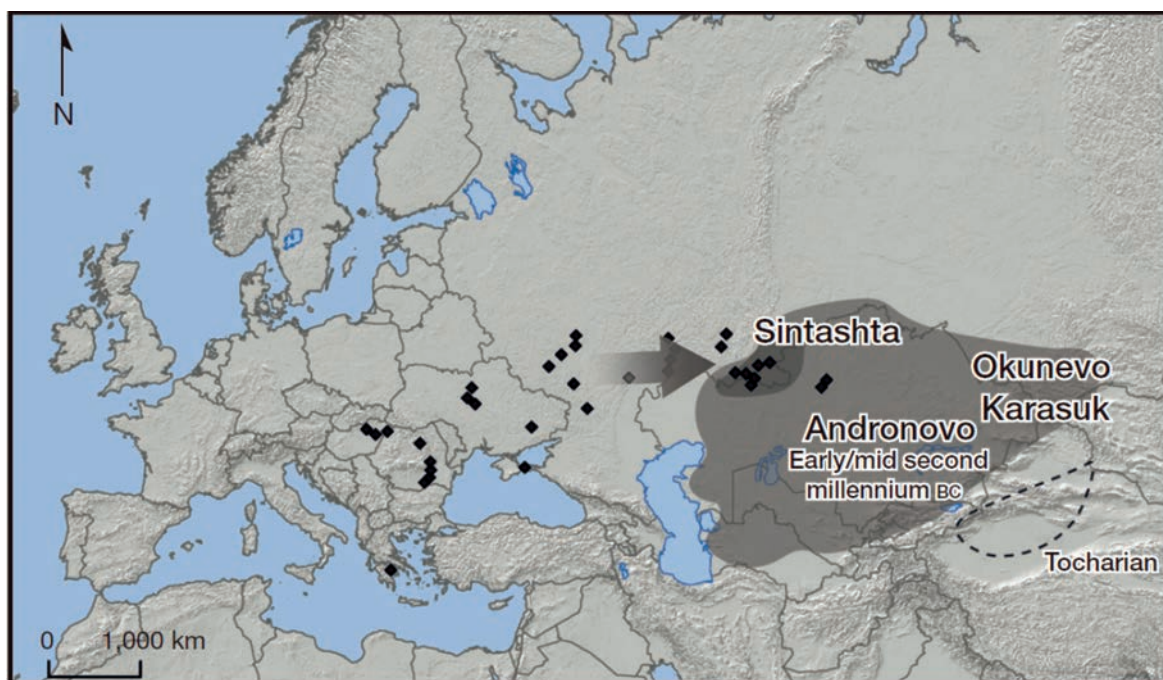 N
Sintashta
Okunevo
Karasuk
Andronovo
Early/mid second
millennium BC
Tocharian
0 1,000 km